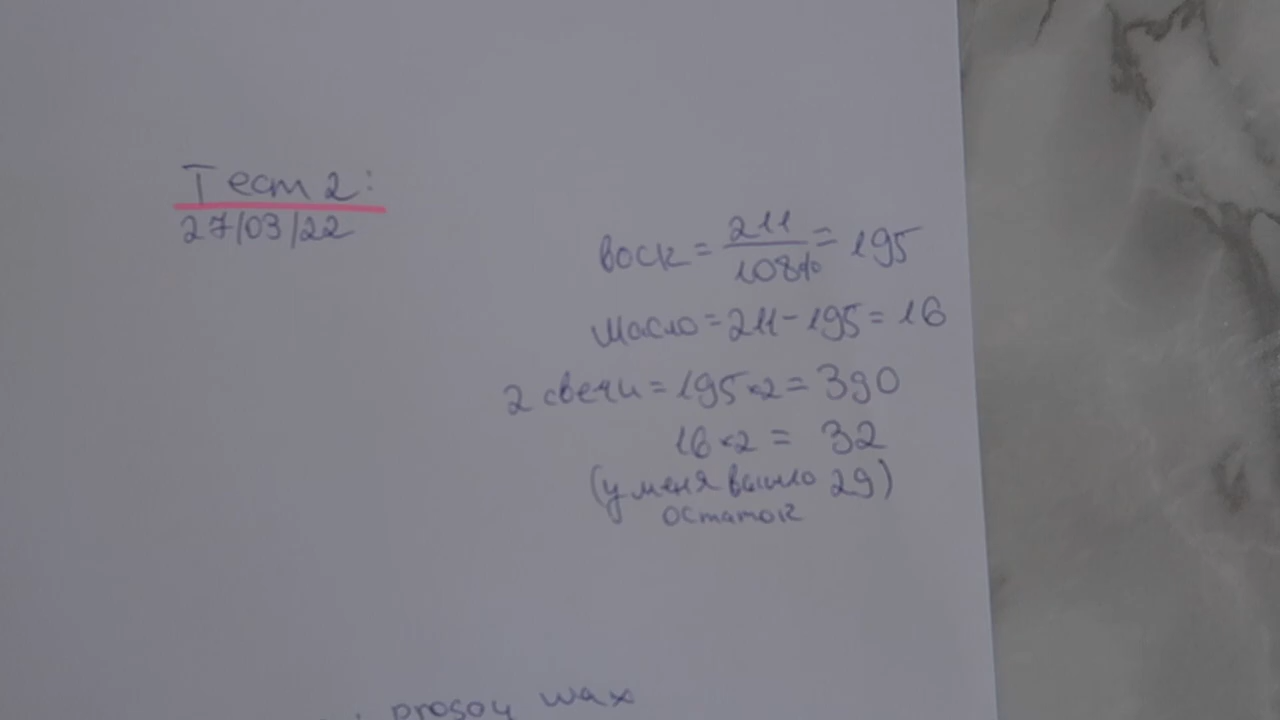 Тест 2:
27/03/22
воск = 211/108% = 195
Масло = 211 - 195 = 16
2 свечи = 195 × 2 = 390
16 × 2 = 32
(у меня вышло 29)
остаток
prosoy wax